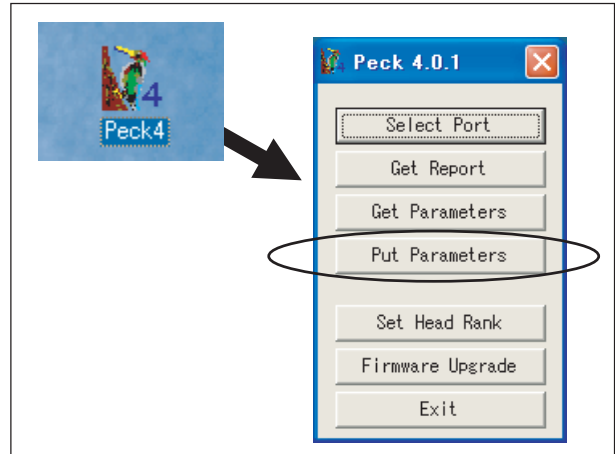 4
Peck4
Peck 4.0.1
Select Port
Get Report
Get Parameters
Put Parameters
Set Head Rank
Firmware Upgrade
Exit